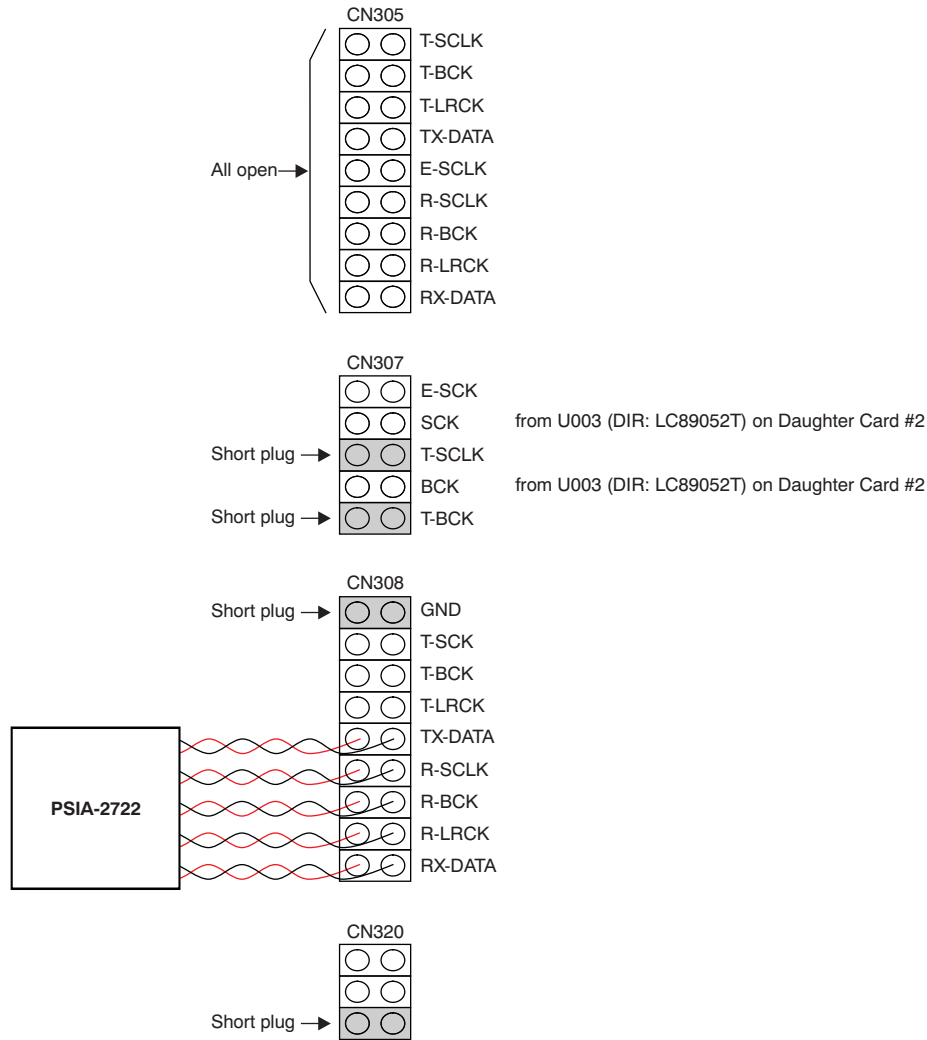 CN305
T-SCLK
T-BCK
T-LRCK
TX-DATA
All open
E-SCLK
R-SCLK
R-BCK
R-LRCK
RX-DATA
CN307
E-SCK
SCK from U003 (DIR: LC89052T) on Daughter Card #2
Short plug T-SCLK
BCK from U003 (DIR: LC89052T) on Daughter Card #2
Short plug T-BCK
CN308
Short plug GND
T-SCK
T-BCK
T-LRCK
TX-DATA
R-SCLK
PSIA-2722 R-BCK
R-LRCK
RX-DATA
CN320
Short plug